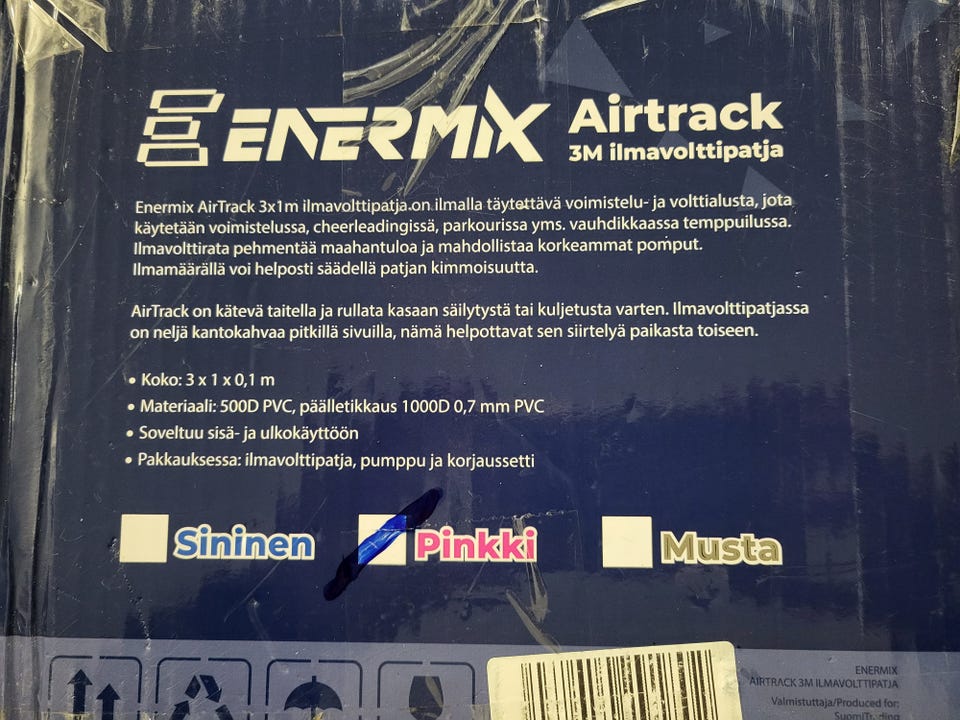 ENERMIX Airtrack
3M ilmavolttipatja
Enermix AirTrack 3x1m ilmavolttipatja on ilmalla täytettävä voimistelu- ja volttialusta, jota
käytetään voimistelussa, cheerleadingissä, parkourissa yms. vauhdikkaassa temppuilussa.
Ilmavolttirata pehmentää maahantuloa ja mahdollistaa korkeammat pomput.
Ilmamäärällä voi helposti säädellä patjan kimmoisuutta.
AirTrack on kätevä taitella ja rullata kasaan säilytystä tai kuljetusta varten. Ilmavolttipatjassa
on neljä kantokahvaa pitkillä sivuilla, nämä helpottavat sen siirtelyä paikasta toiseen.
• Koko: 3 x 1 x 0,1 m
• Materiaali: 500D PVC, päälletikkaus 1000D 0,7 mm PVC
• Soveltuu sisä- ja ulkokäyttöön
• Pakkauksessa: ilmavolttipatja, pumppu ja korjaussetti
Sininen Pinkki Musta
ENERMIX
AIRTRACK 3M ILMAVOLTTIPATJA
Valmistuttaja/Produced for:
SuomiTrading